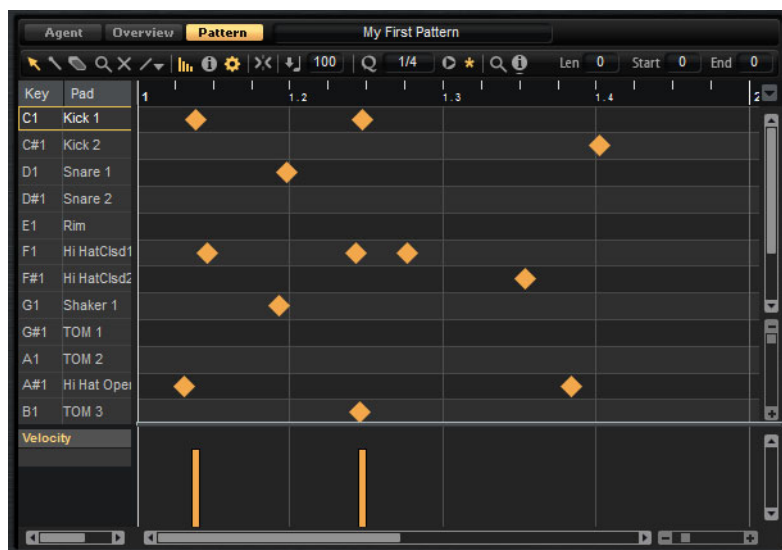 Agent Overview Pattern My First Pattern
100 Q 1/4 Len 0 Start 0 End 0
Key Pad 1 1.2 1.3 1.4 2
C1 Kick 1
C#1 Kick 2
D1 Snare 1
D#1 Snare 2
E1 Rim
F1 Hi HatClsd1
F#1 Hi HatClsd2
G1 Shaker 1
G#1 TOM 1
A1 TOM 2
A#1 Hi Hat Oper
B1 TOM 3
Velocity